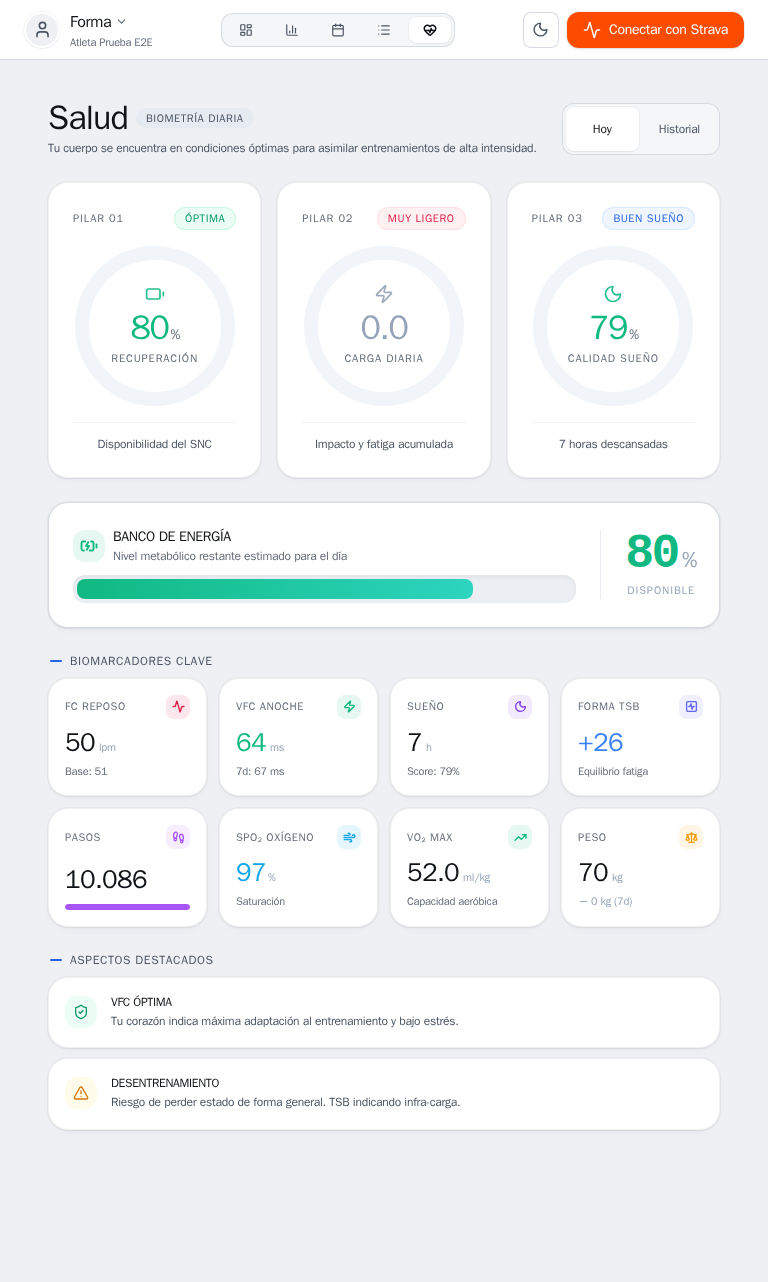 Forma
Atleta Prueba E2E
Conectar con Strava
Salud
BIOMETRÍA DIARIA
Tu cuerpo se encuentra en condiciones óptimas para asimilar entrenamientos de alta intensidad.
Hoy
Historial
PILAR 01
ÓPTIMA
80%
RECUPERACIÓN
Disponibilidad del SNC
PILAR 02
MUY LIGERO
0.0
CARGA DIARIA
Impacto y fatiga acumulada
PILAR 03
BUEN SUEÑO
79%
CALIDAD SUEÑO
7 horas descansadas
BANCO DE ENERGÍA
Nivel metabólico restante estimado para el día
80%
DISPONIBLE
BIOMARCADORES CLAVE
FC REPOSO
50 lpm
Base: 51
VFC ANOCHE
64 ms
7d: 67 ms
SUEÑO
7 h
Score: 79%
FORMA TSB
+26
Equilibrio fatiga
PASOS
10.086
SPO₂ OXÍGENO
97 %
Saturación
VO₂ MAX
52.0 ml/kg
Capacidad aeróbica
PESO
70 kg
— 0 kg (7d)
ASPECTOS DESTACADOS
VFC ÓPTIMA
Tu corazón indica máxima adaptación al entrenamiento y bajo estrés.
DESENTRENAMIENTO
Riesgo de perder estado de forma general. TSB indicando infra-carga.